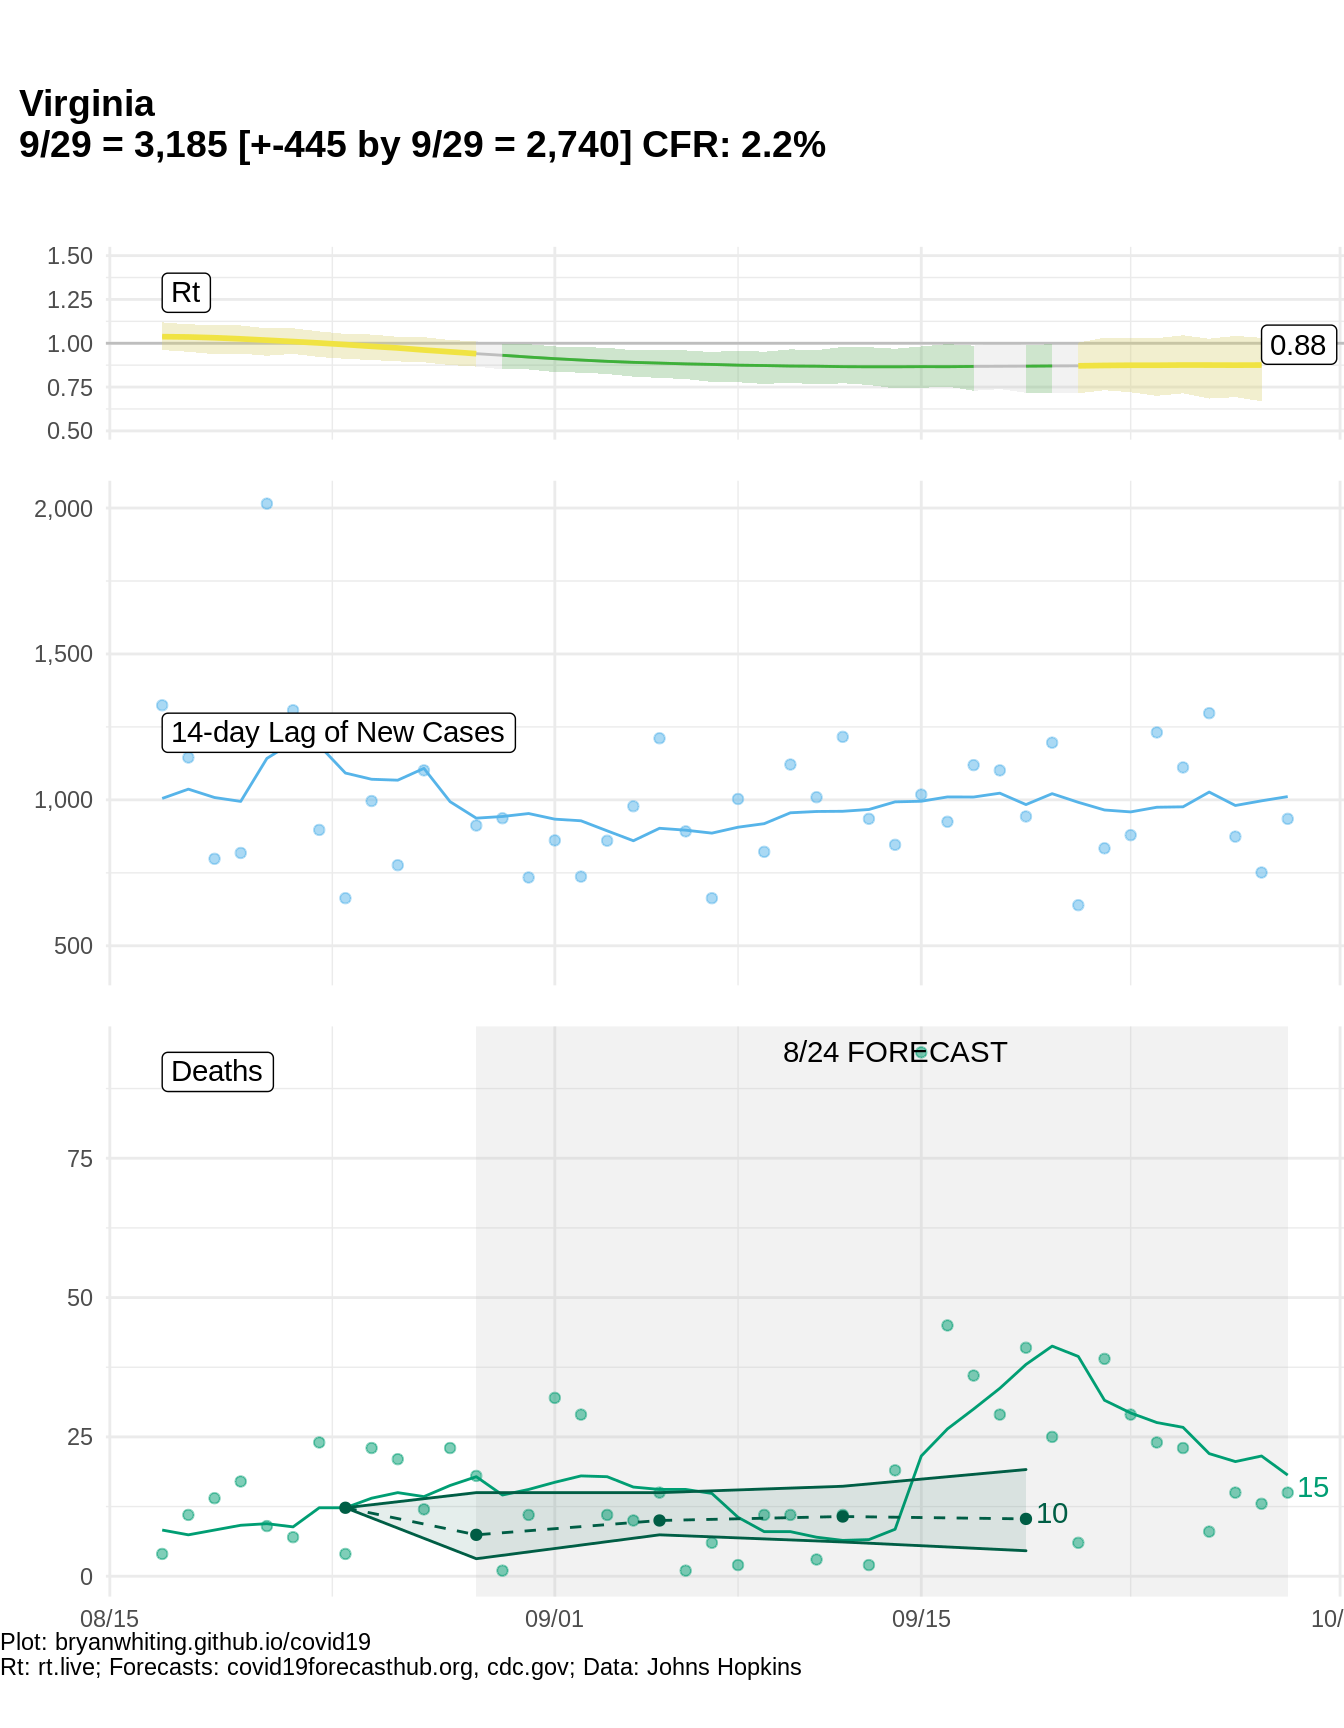 Virginia
9/29 = 3,185 [+-445 by 9/29 = 2,740] CFR: 2.2%
1.50
Rt
1.25
1.00
0.88
0.75
0.50
2,000
1,500
14-day Lag of New Cases
1,000
500
8/24 FORECAST
Deaths
75
50
25
15
10
0
08/15 09/01 09/15 10/
Plot: bryanwhiting.github.io/covid19
Rt: rt.live; Forecasts: covid19forecasthub.org, cdc.gov; Data: Johns Hopkins